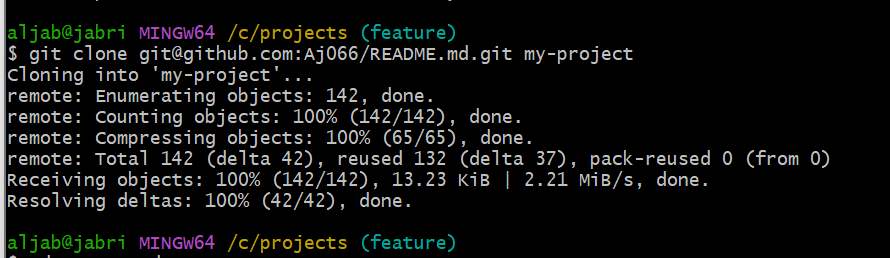 aljab@jabri MINGW64 /c/projects (feature)
$ git clone git@github.com:Aj066/README.md.git my-project
Cloning into 'my-project'...
remote: Enumerating objects: 142, done.
remote: Counting objects: 100% (142/142), done.
remote: Compressing objects: 100% (65/65), done.
remote: Total 142 (delta 42), reused 132 (delta 37), pack-reused 0 (from 0)
Receiving objects: 100% (142/142), 13.23 KiB | 2.21 MiB/s, done.
Resolving deltas: 100% (42/42), done.
aljab@jabri MINGW64 /c/projects (feature)